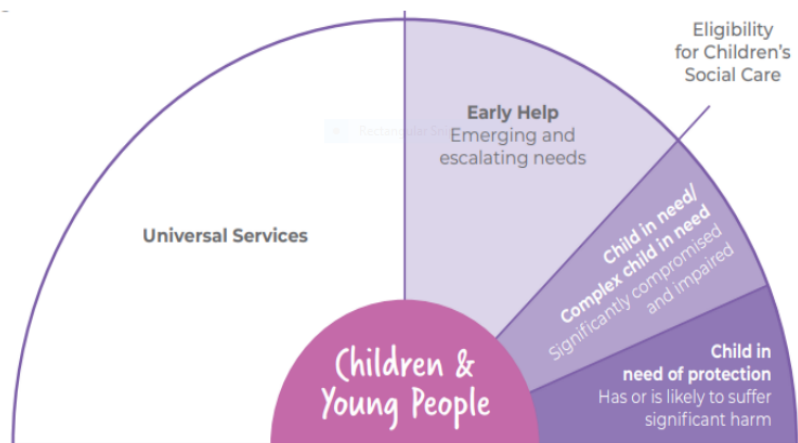 Eligibility
for Children's
Social Care
Early Help
Emerging and
escalating needs
Universal Services
Child in need/
Complex child in need
Significantly compromised
and impaired
Child in
need of protection
Has or is likely to suffer
significant harm
Children &
Young People